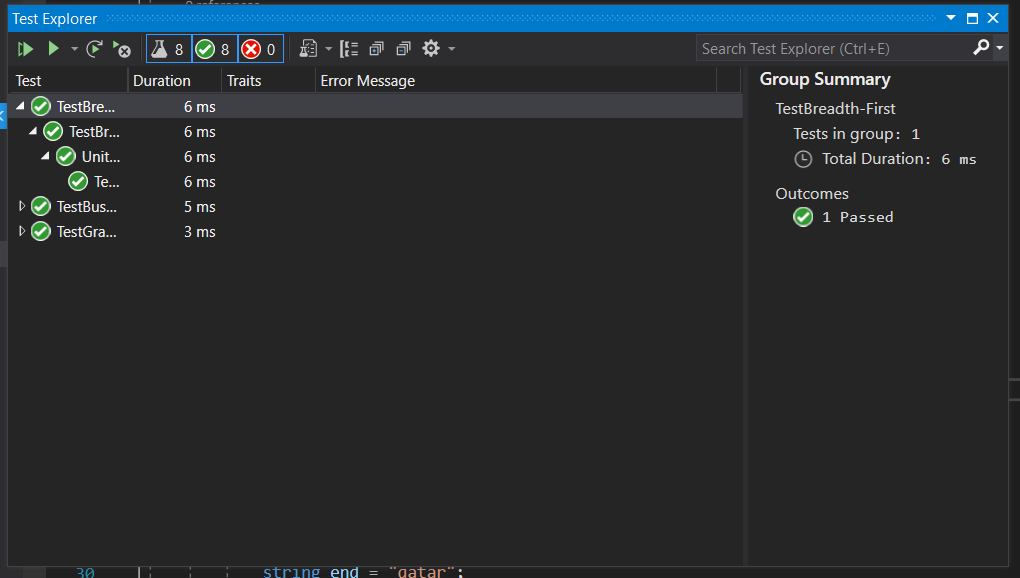 Test Explorer
8 8 0
Search Test Explorer (Ctrl+E)
Test Duration Traits Error Message
TestBre... 6 ms
TestBr... 6 ms
Unit... 6 ms
Te... 6 ms
TestBus... 5 ms
TestGra... 3 ms
Group Summary
TestBreadth-First
Tests in group: 1
Total Duration: 6 ms
Outcomes
1 Passed
30 string end = "qatar";